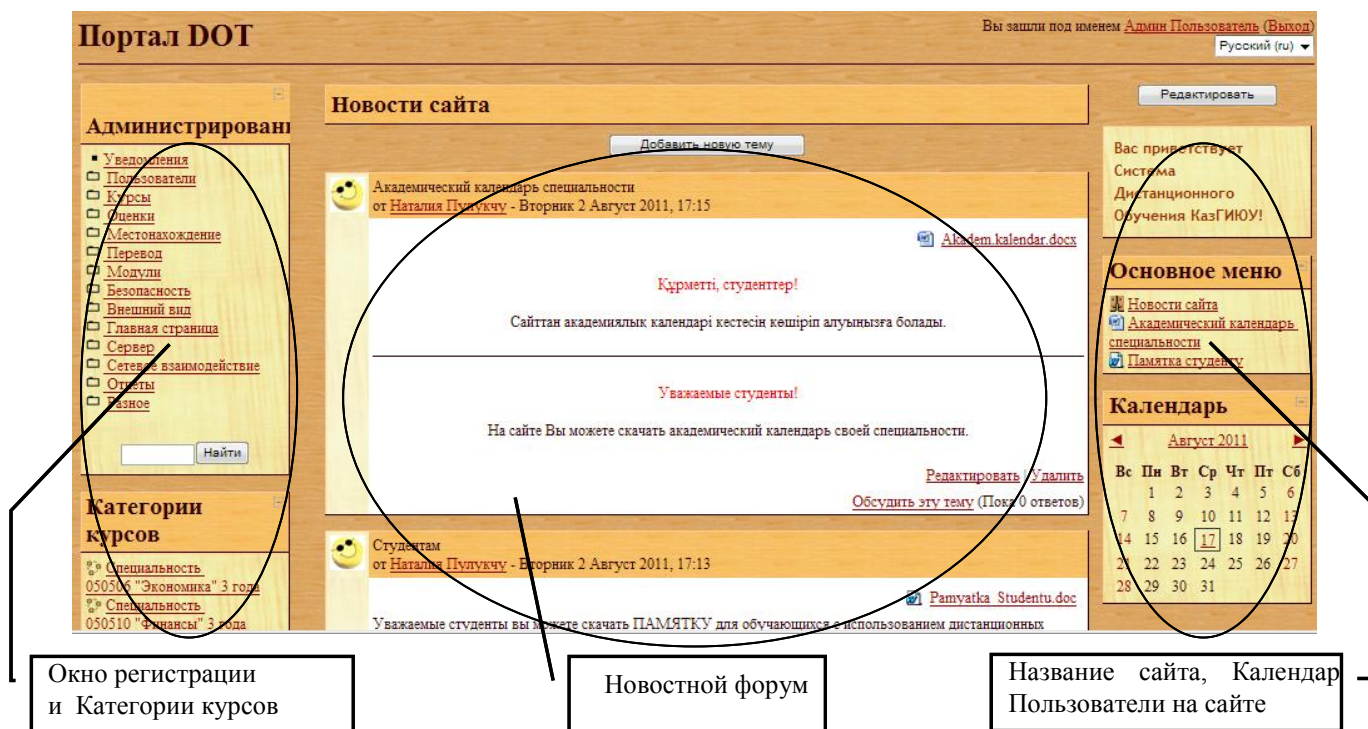 Портал DOT
Вы зашли под именем Админ Пользователь (Выход)
Русский (ru)
Администрировани
Уведомления
Пользователи
Курсы
Оценки
Местонахождение
Перевод
Модули
Безопасность
Внешний вид
Главная страница
Сервер
Сетевое взаимодействие
Отчеты
Разное
Найти
Категории
курсов
Специальность
050506 "Экономика" 3 года
Специальность
050510 "Финансы" 3 года
Новости сайта
Добавить новую тему
Академический календарь специальности
от Наталия Пулукчу - Вторник 2 Август 2011, 17:15
Akadem.kalendar.docx
Құрметті, студенттер!
Сайттан академиялық календарі кестесің көшіріп алуыңызға болады.
Уважаемые студенты!
На сайте Вы можете скачать академический календарь своей специальности.
Редактировать | Удалить
Обсудить эту тему (Пока 0 ответов)
Студентам
от Наталия Пулукчу - Вторник 2 Август 2011, 17:13
Pamyatka_Studentu.doc
Уважаемые студенты вы можете скачать ПАМЯТКУ для обучающихся с использованием дистанционных
Редактировать
Вас приветствует
Система
Дистанционного
Обучения КазГИЮУ!
Основное меню
Новости сайта
Академический календарь
специальности
Памятка студенту
Календарь
Август 2011
Вс Пн Вт Ср Чт Пт Сб
1 2 3 4 5 6
7 8 9 10 11 12 13
14 15 16 17 18 19 20
21 22 23 24 25 26 27
28 29 30 31
Окно регистрации
и Категории курсов
Новостной форум
Название сайта, Календар
Пользователи на сайте